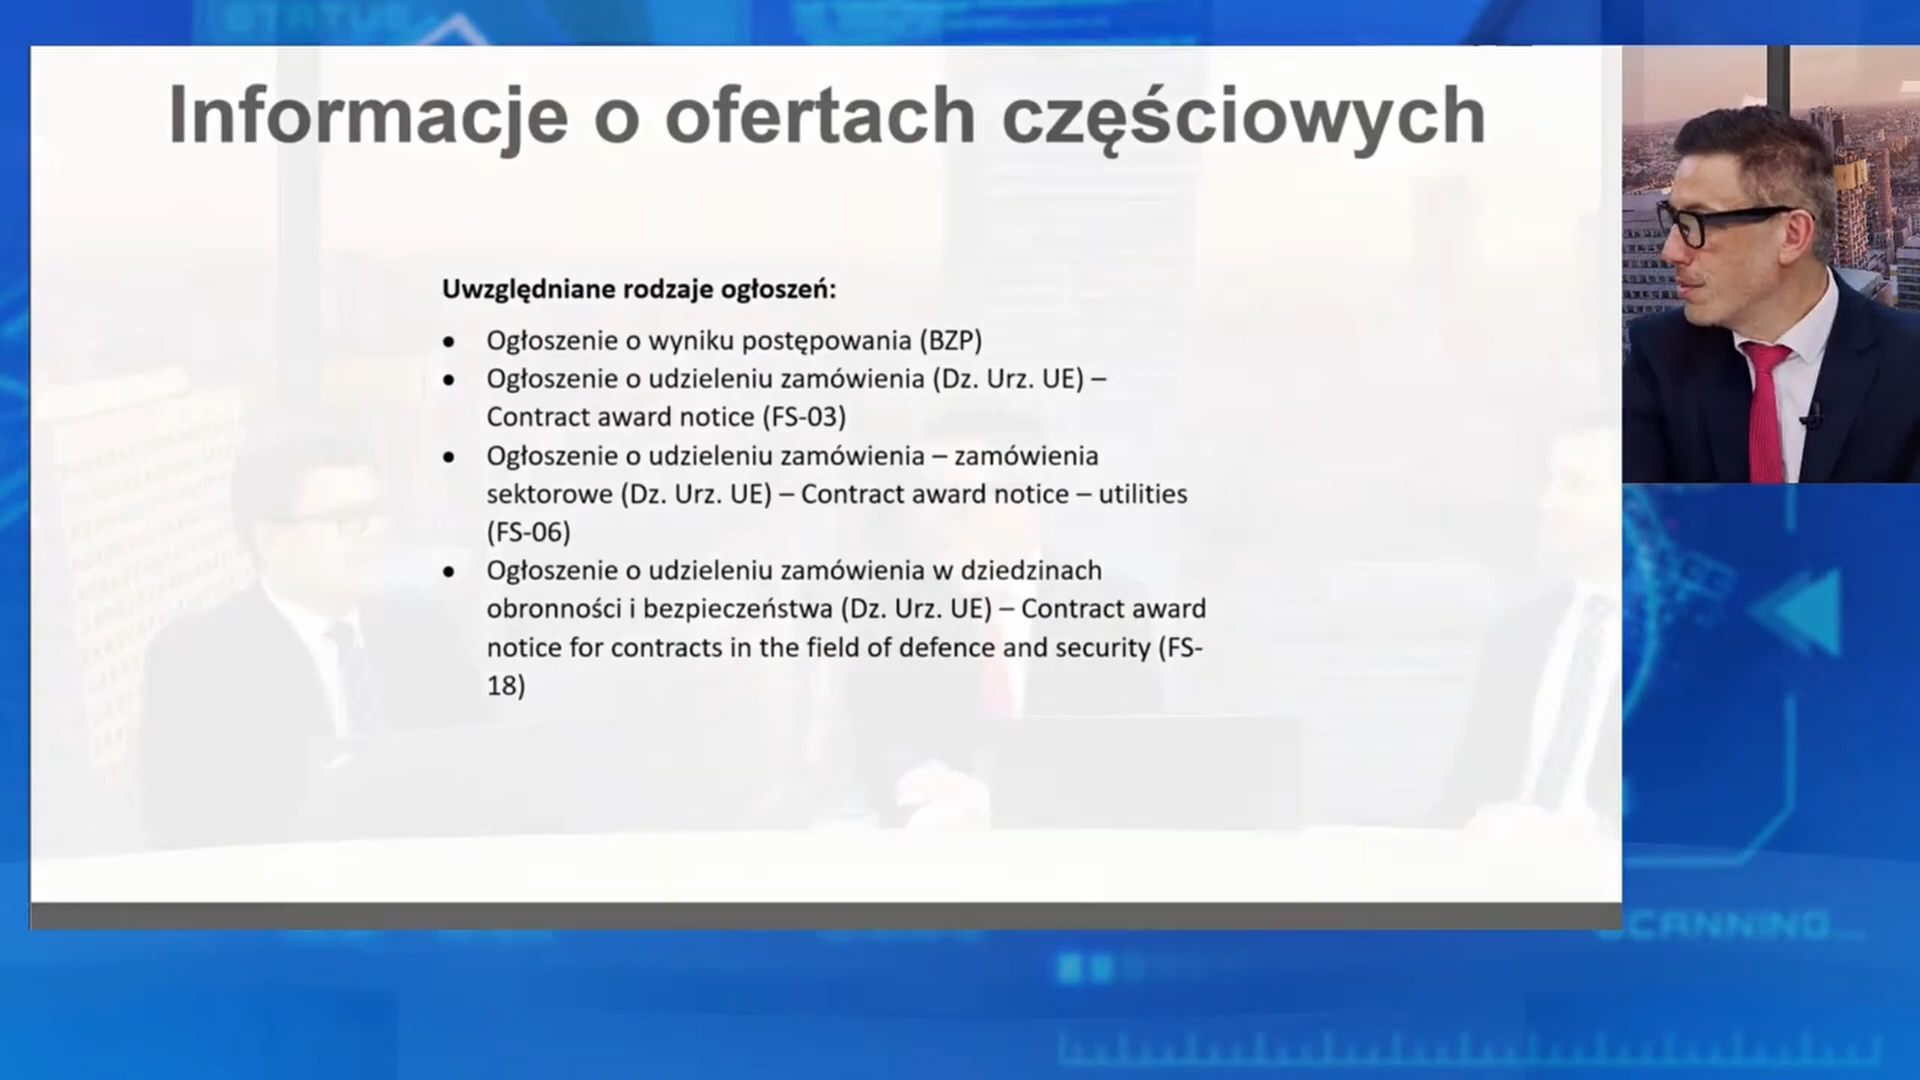 STATUS
Informacje o ofertach częściowych
Uwzględniane rodzaje ogłoszeń:
• Ogłoszenie o wyniku postępowania (BZP)
• Ogłoszenie o udzieleniu zamówienia (Dz. Urz. UE) –
Contract award notice (FS-03)
• Ogłoszenie o udzieleniu zamówienia – zamówienia
sektorowe (Dz. Urz. UE) – Contract award notice – utilities
(FS-06)
• Ogłoszenie o udzieleniu zamówienia w dziedzinach
obronności i bezpieczeństwa (Dz. Urz. UE) – Contract award
notice for contracts in the field of defence and security (FS-
18)
SCANNING...